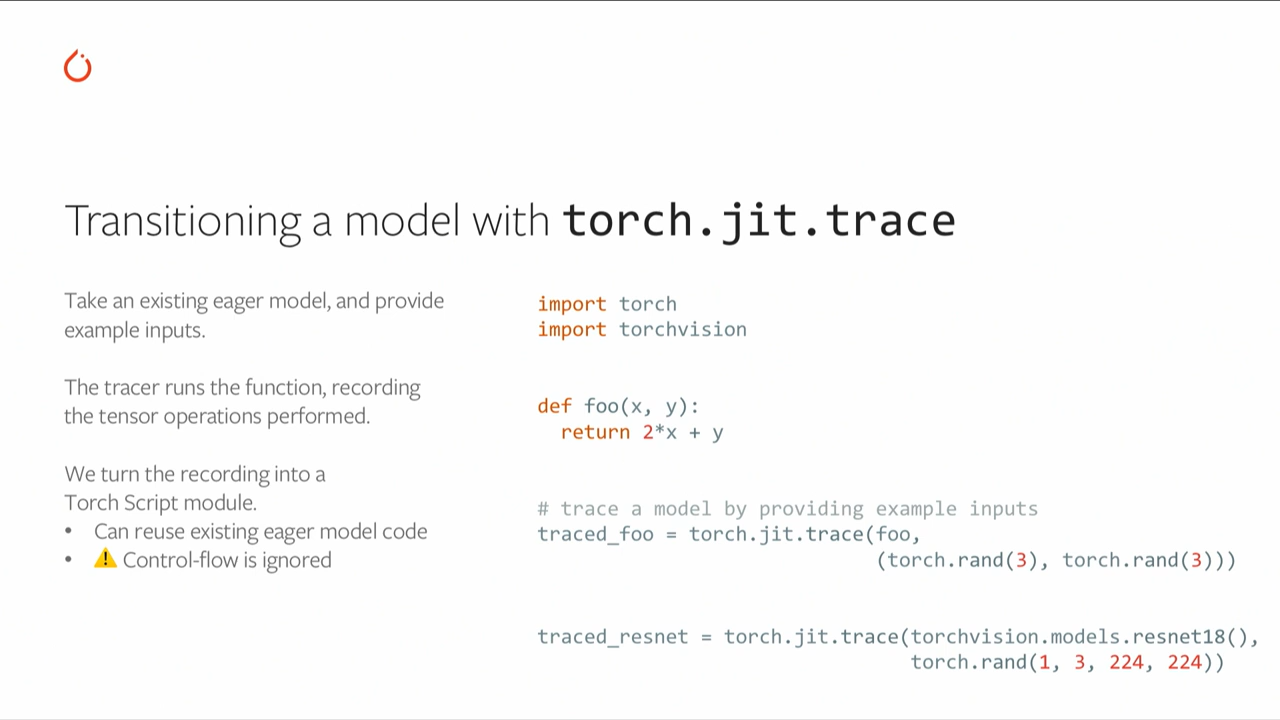 Transitioning a model with torch.jit.trace
Take an existing eager model, and provide
example inputs.
The tracer runs the function, recording
the tensor operations performed.
We turn the recording into a
Torch Script module.
• Can reuse existing eager model code
• ⚠ Control-flow is ignored
import torch
import torchvision
def foo(x, y):
  return 2*x + y
# trace a model by providing example inputs
traced_foo = torch.jit.trace(foo,
                             (torch.rand(3), torch.rand(3)))
traced_resnet = torch.jit.trace(torchvision.models.resnet18(),
                                torch.rand(1, 3, 224, 224))